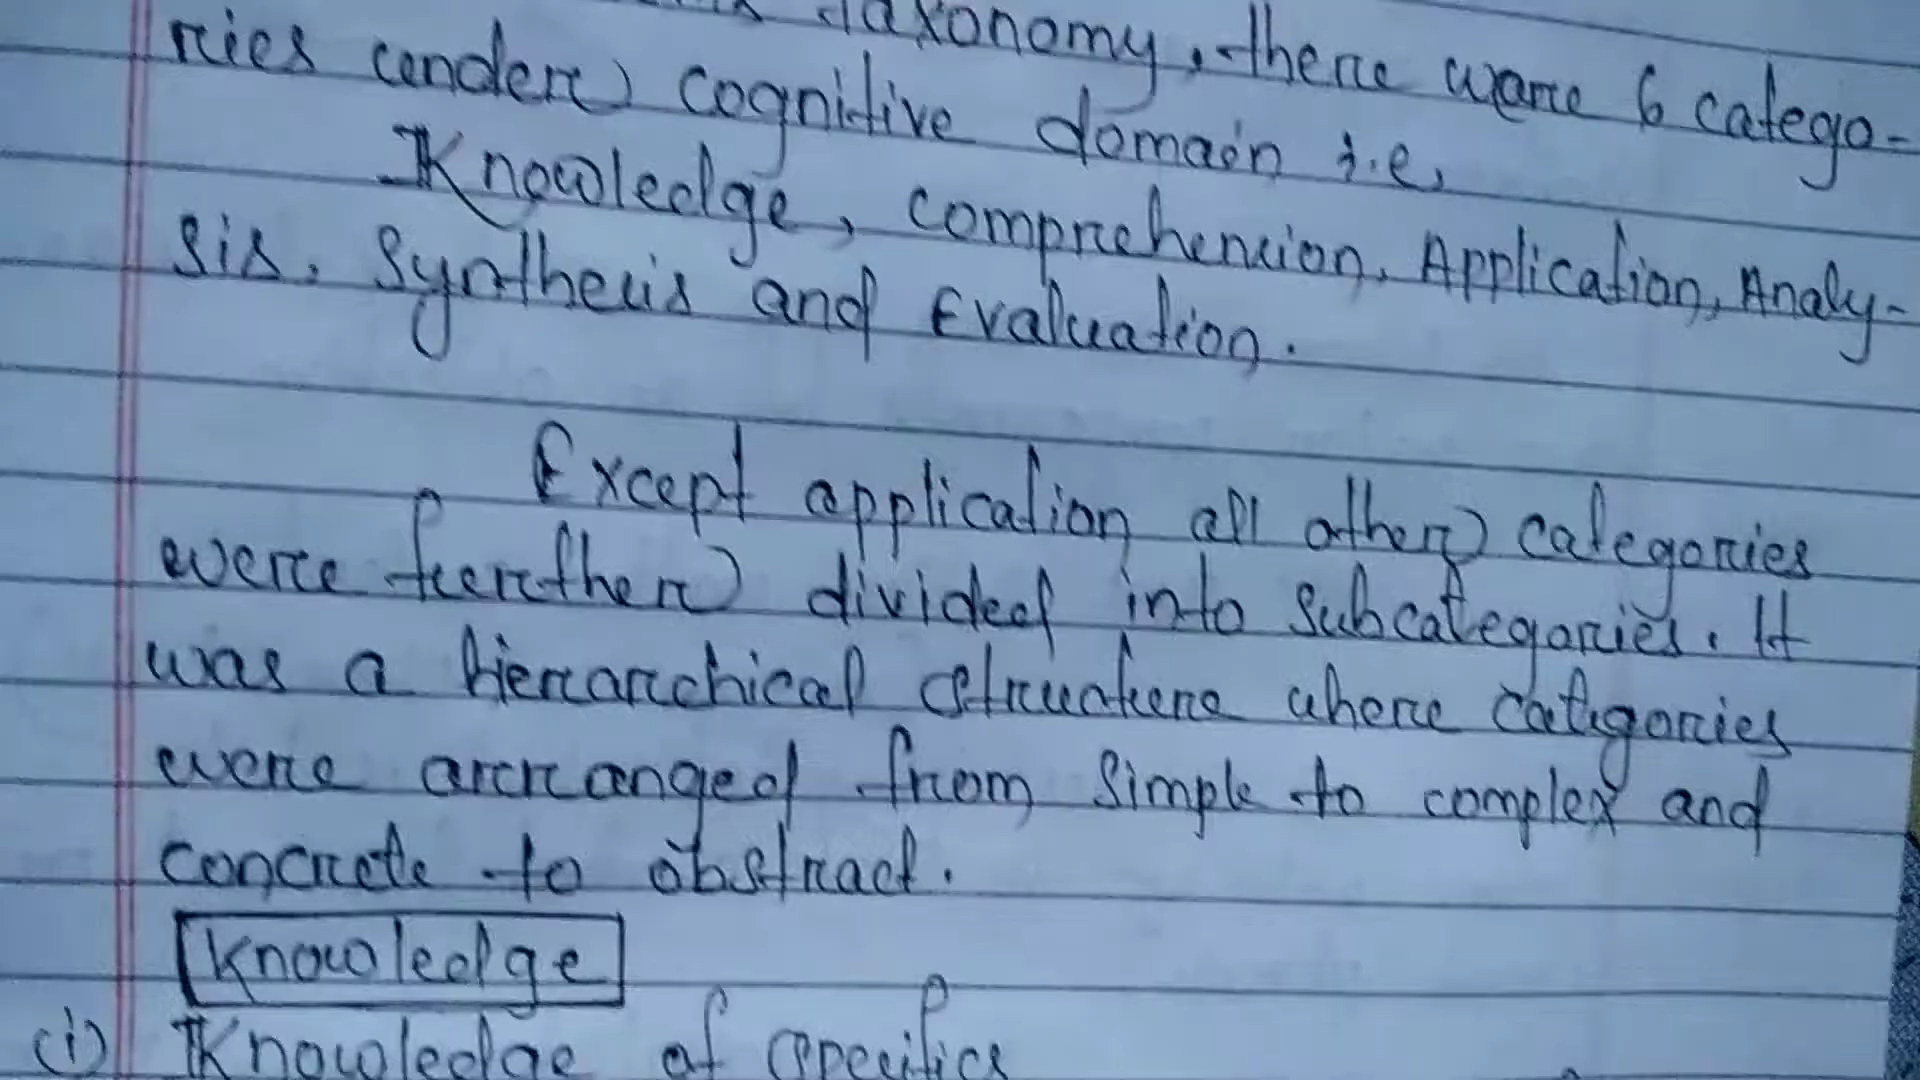 Taxonomy, there were 6 catego-
ries under cognitive domain i.e,
Knowledge, comprehension, Application, Analy-
sis, Synthesis and Evaluation.
Except application all other categories
were further divided into subcategories. It
was a hierarchical structure where categories
were arranged from simple to complex and
concrete to abstract.
Knowledge
(i) Knowledge of specifics